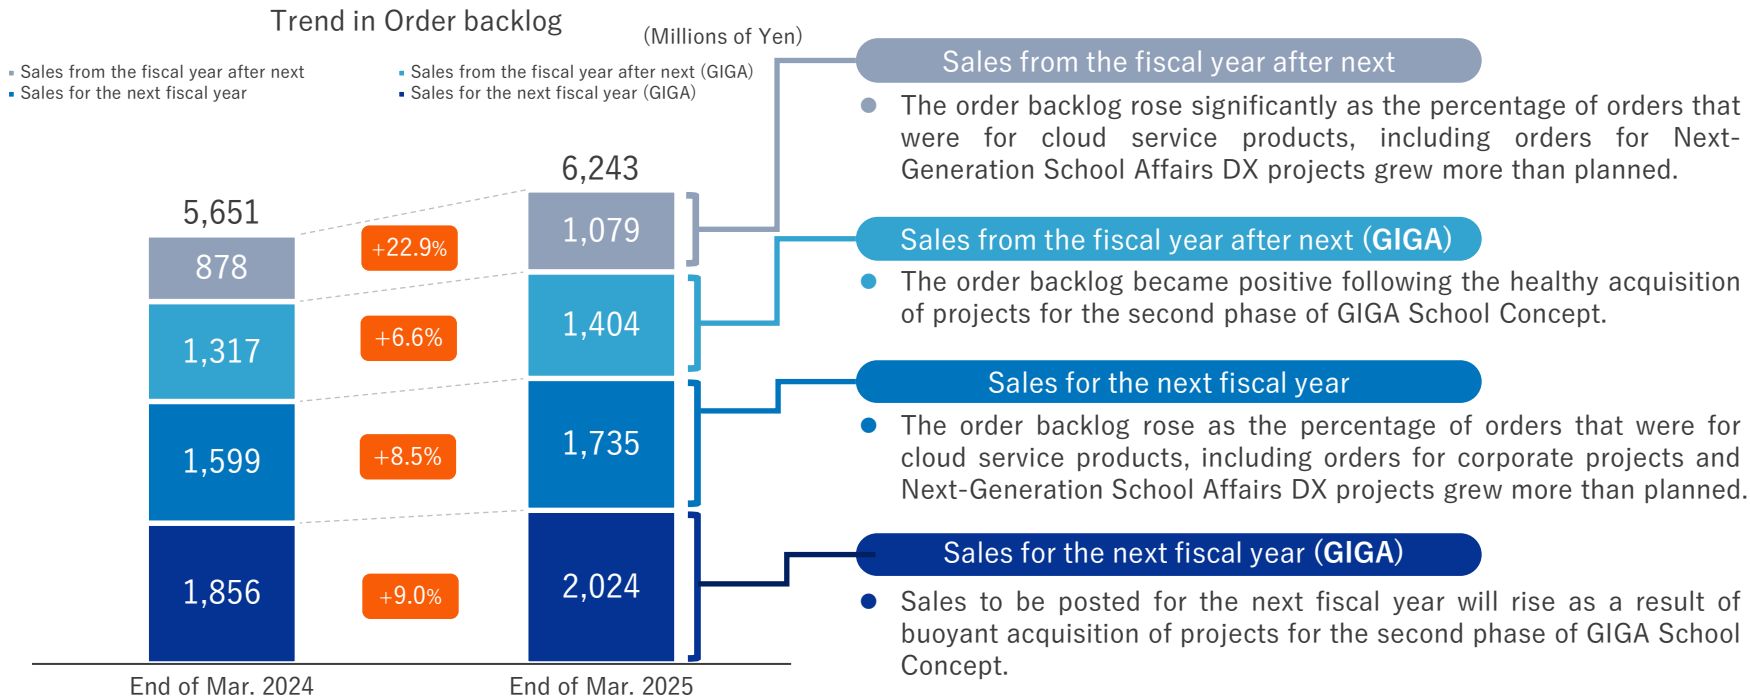 Trend in Order backlog
(Millions of Yen)
Sales from the fiscal year after next
Sales from the fiscal year after next (GIGA)
Sales for the next fiscal year
Sales for the next fiscal year (GIGA)
5,651
878
1,317
1,599
1,856
End of Mar. 2024
+22.9%
+6.6%
+8.5%
+9.0%
6,243
1,079
1,404
1,735
2,024
End of Mar. 2025
Sales from the fiscal year after next
The order backlog rose significantly as the percentage of orders that
were for cloud service products, including orders for Next-
Generation School Affairs DX projects grew more than planned.
Sales from the fiscal year after next (GIGA)
The order backlog became positive following the healthy acquisition
of projects for the second phase of GIGA School Concept.
Sales for the next fiscal year
The order backlog rose as the percentage of orders that were for
cloud service products, including orders for corporate projects and
Next-Generation School Affairs DX projects grew more than planned.
Sales for the next fiscal year (GIGA)
Sales to be posted for the next fiscal year will rise as a result of
buoyant acquisition of projects for the second phase of GIGA School
Concept.